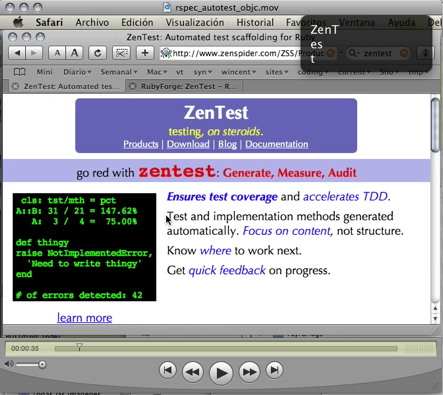 rspec_autotest_objc.mov
Safari Archivo Edición Visualización Historial Favoritos Ventana Ayuda
ZenT
es
t
ZenTest: Automated test scaffolding for Ruby
http://www.zenspider.com/ZSS/Produc
zentest
Mini Diario Semanal Mac syn wincent sites coding current Sho tmp
ZenTest: Automated tes...
RubyForge: ZenTest – R...
ZenTest
testing, on steroids.
Products | Download | Blog | Documentation
go red with zentest: Generate, Measure, Audit
cls: tst/mth = pct
A::B: 31 / 21 = 147.62%
A: 3 / 4 = 75.00%
def thingy
raise NotImplementedError,
'Need to write thingy'
end
# of errors detected: 42
learn more
Ensures test coverage and accelerates TDD.
Test and implementation methods generated
automatically. Focus on content, not structure.
Know where to work next.
Get quick feedback on progress.
00:00:35